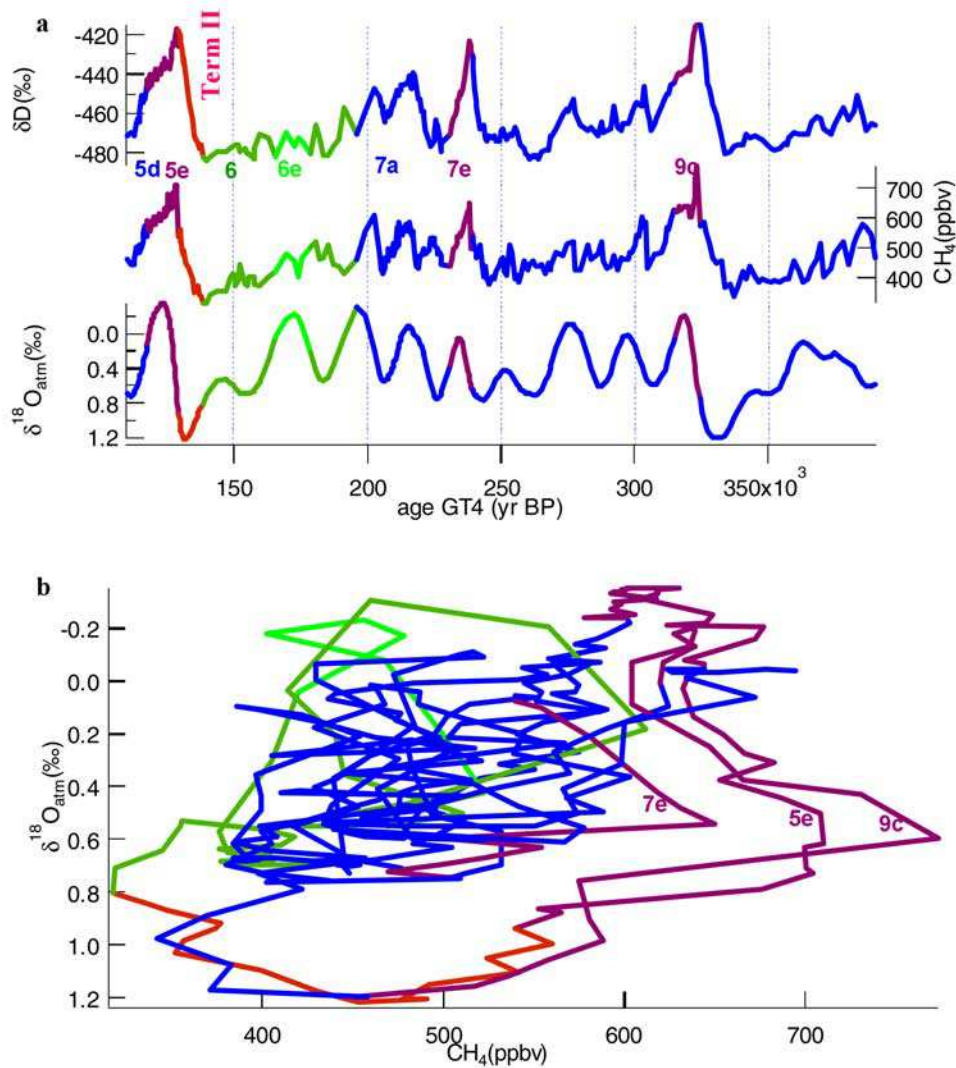 a
Term II
-420
-440
-460
-480
δD(‰)
5d 5e 6 6e 7a 7e 9c
700
600
500
400
CH4(ppbv)
0.0
0.4
0.8
1.2
δ 18Oatm(‰)
150 200 250 300 350x10³
age GT4 (yr BP)
b
-0.2
0.0
0.2
0.4
0.6
0.8
1.0
1.2
δ 18Oatm(‰)
7e
5e
9c
400 500 600 700
CH4(ppbv)